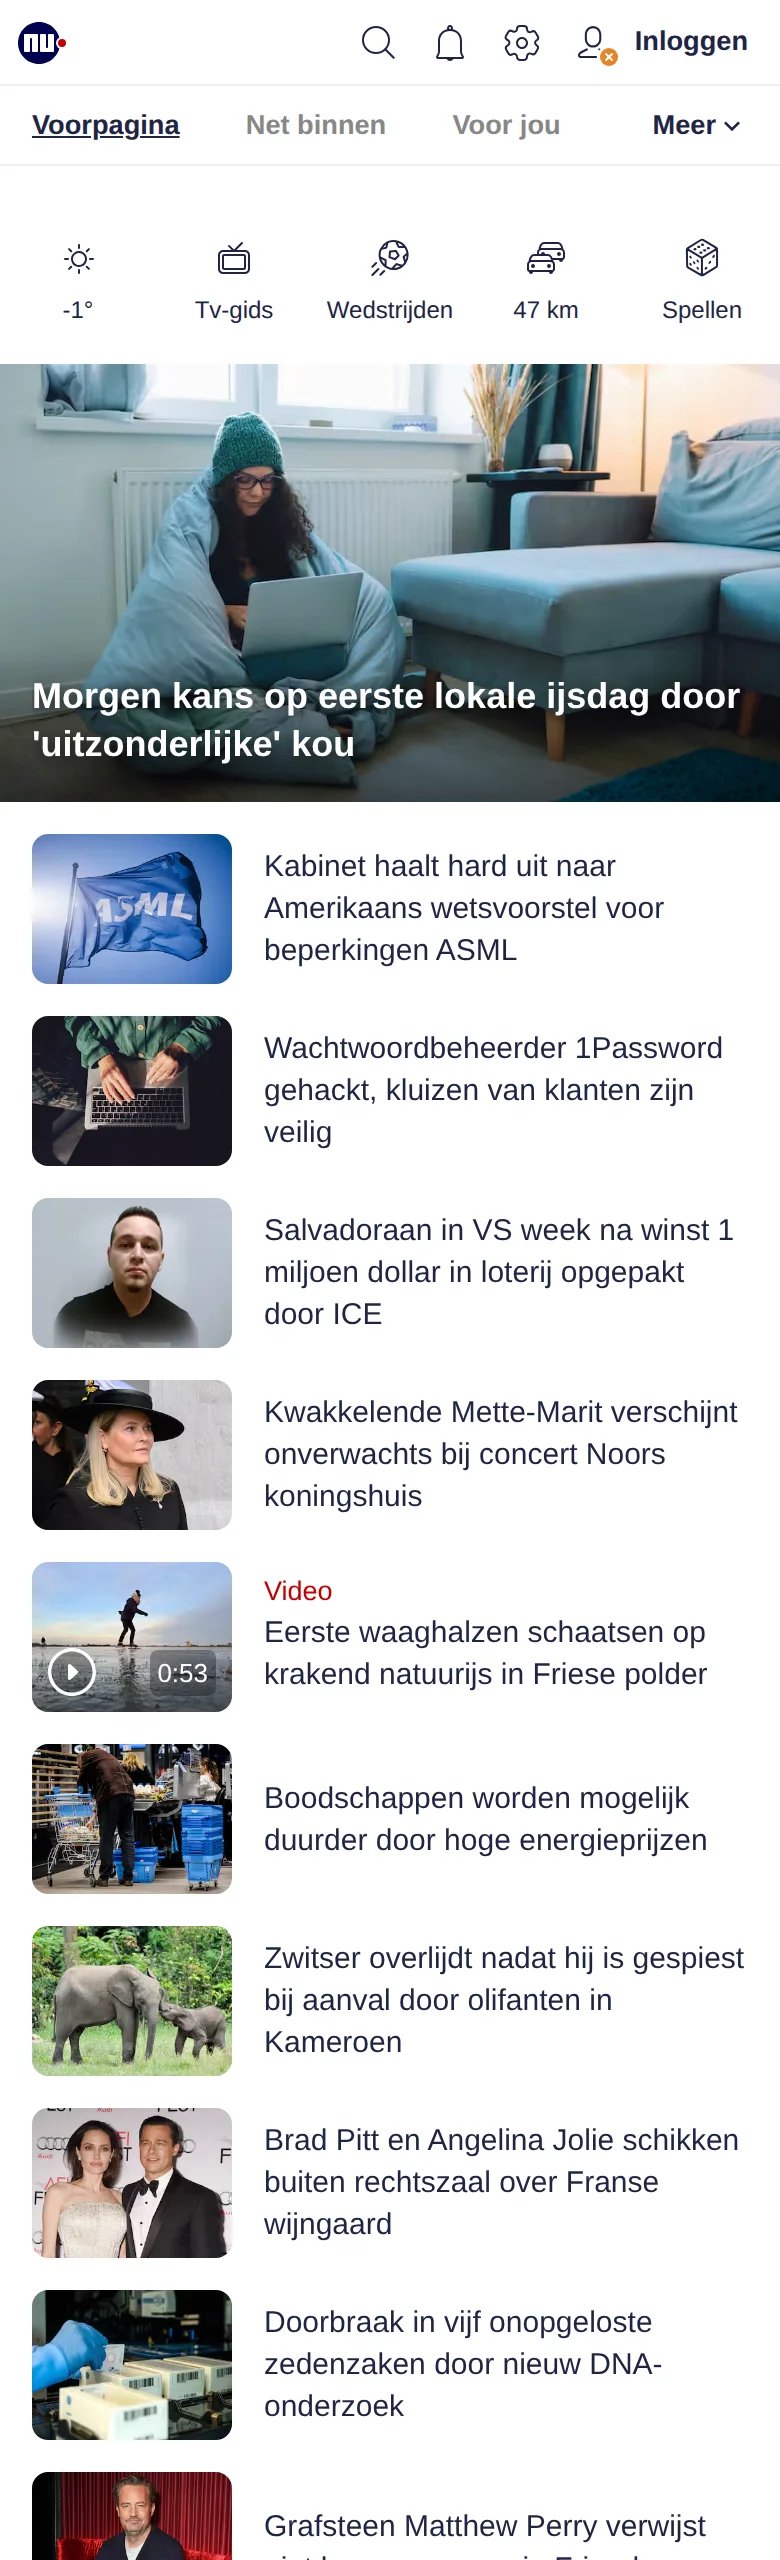 nu
Inloggen
Voorpagina Net binnen Voor jou Meer
-1° Tv-gids Wedstrijden 47 km Spellen
Morgen kans op eerste lokale ijsdag door
'uitzonderlijke' kou
ASML
Kabinet haalt hard uit naar
Amerikaans wetsvoorstel voor
beperkingen ASML
Wachtwoordbeheerder 1Password
gehackt, kluizen van klanten zijn
veilig
Salvadoraan in VS week na winst 1
miljoen dollar in loterij opgepakt
door ICE
Kwakkelende Mette-Marit verschijnt
onverwachts bij concert Noors
koningshuis
Video
Eerste waaghalzen schaatsen op
krakend natuurijs in Friese polder
0:53
Boodschappen worden mogelijk
duurder door hoge energieprijzen
Zwitser overlijdt nadat hij is gespiest
bij aanval door olifanten in
Kameroen
Brad Pitt en Angelina Jolie schikken
buiten rechtszaal over Franse
wijngaard
Doorbraak in vijf onopgeloste
zedenzaken door nieuw DNA-
onderzoek
Grafsteen Matthew Perry verwijst